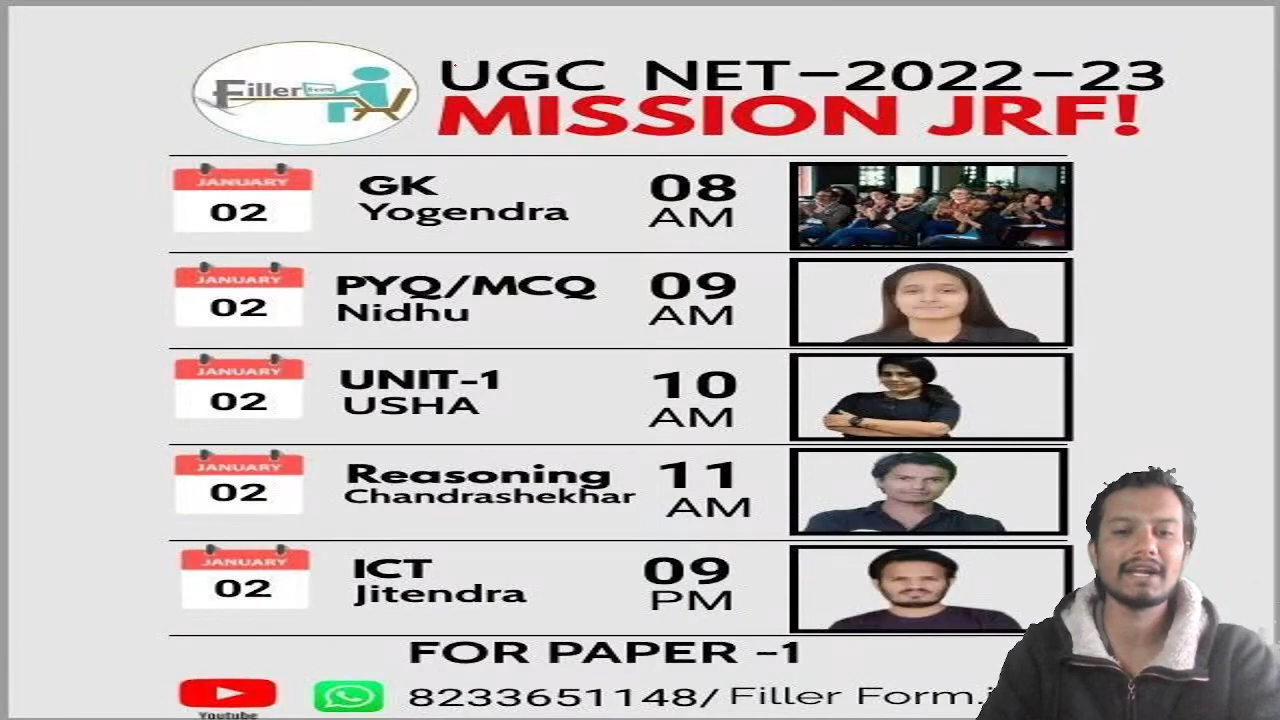 Filler
UGC NET-2022-23
MISSION JRF!
JANUARY
02
GK
Yogendra
08
AM
JANUARY
02
PYQ/MCQ
Nidhu
09
AM
JANUARY
02
UNIT-1
USHA
10
AM
JANUARY
02
Reasoning
Chandrashekhar
11
AM
JANUARY
02
ICT
Jitendra
09
PM
FOR PAPER -1
Youtube
8233651148/ Filler Form.